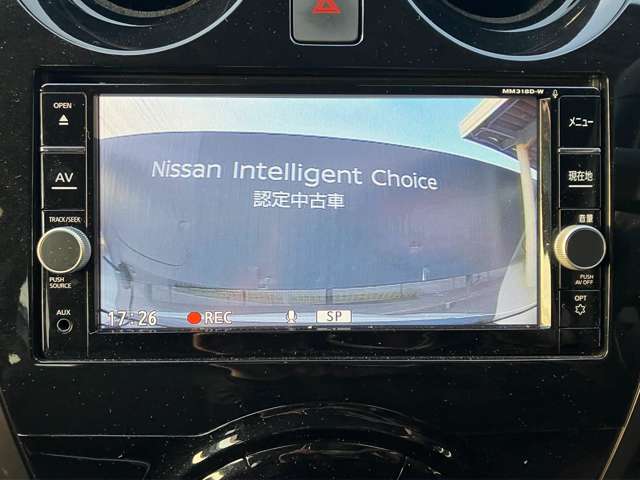 MM318D-W
OPEN
AV
TRACK/SEEK
PUSH
SOURCE
AUX
Nissan Intelligent Choice
認定中古車
17:26
REC
SP
メニュー
現在地
音量
PUSH
AV OFF
OPT